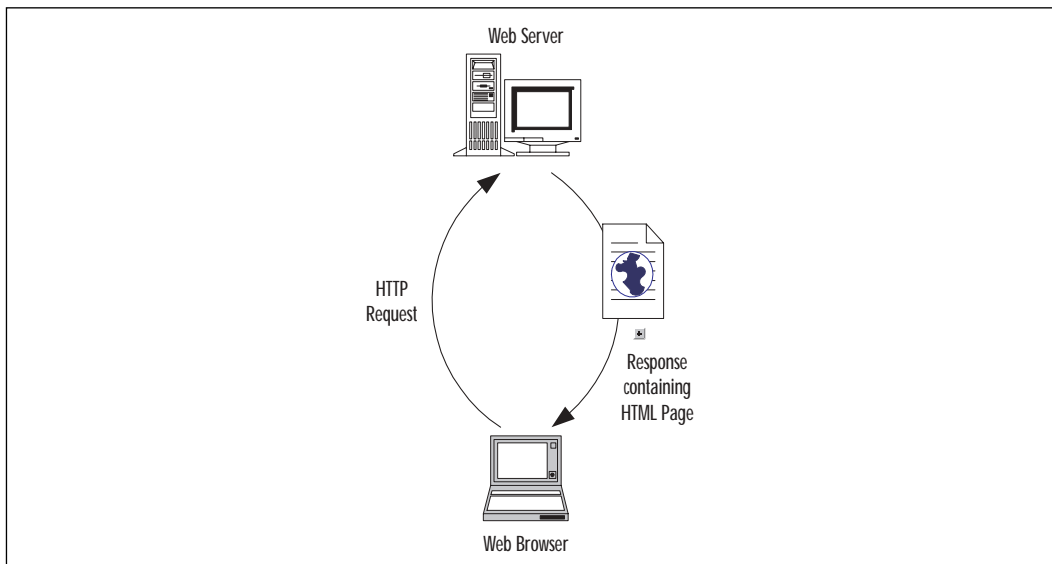 Web Server
HTTP
Request
Response
containing
HTML Page
Web Browser